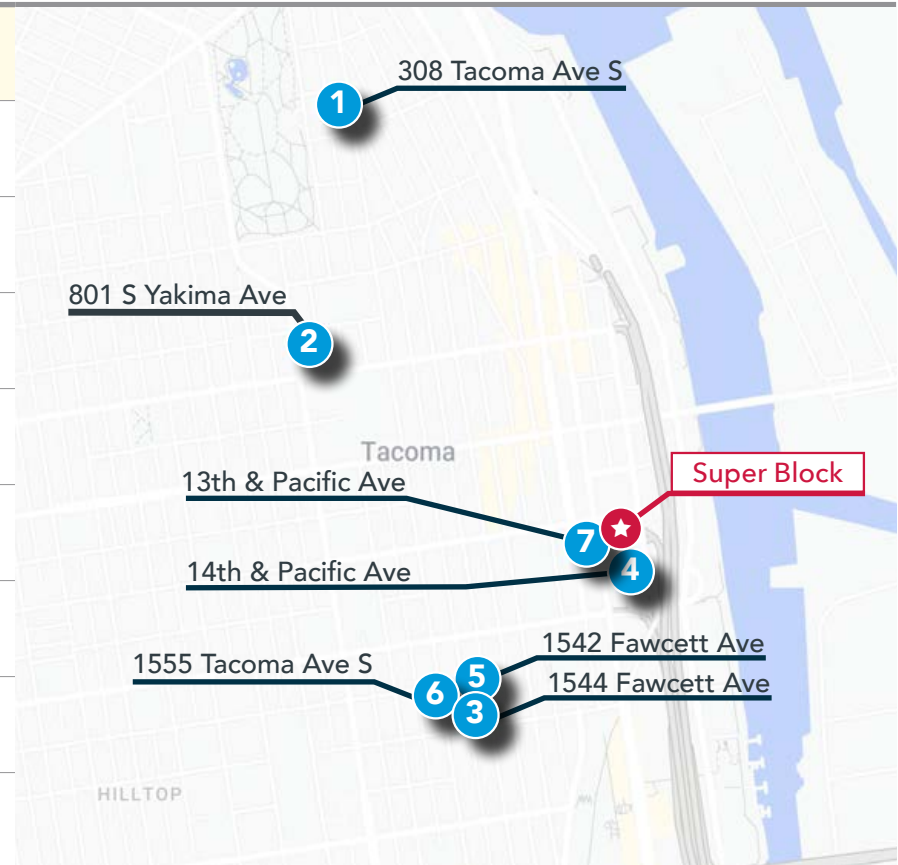 308 Tacoma Ave S
1
801 S Yakima Ave
2
Tacoma
13th & Pacific Ave
Super Block
7
14th & Pacific Ave
4
1542 Fawcett Ave
1555 Tacoma Ave S
5
1544 Fawcett Ave
6
3
HILLTOP